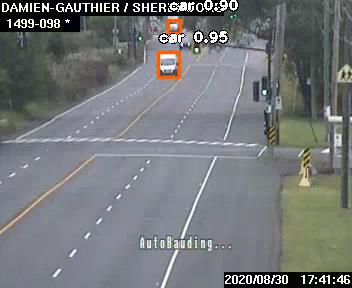 DAMIEN-GAUTHIER / SHER
car 0.90
1499-098 *
car 0.95
AutoBauding...
2020/08/30 17:41:46